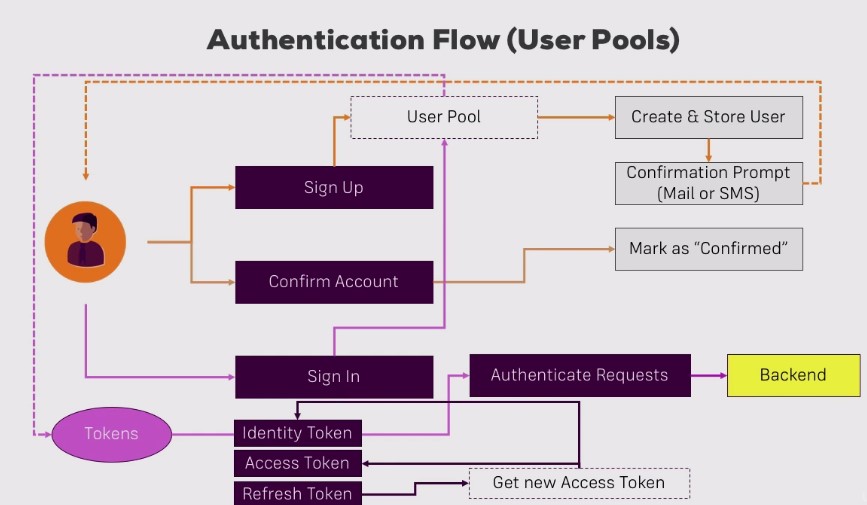 Authentication Flow (User Pools)
User Pool
Create & Store User
Sign Up
Confirmation Prompt
(Mail or SMS)
Mark as “Confirmed”
Confirm Account
Sign In
Authenticate Requests
Backend
Tokens
Identity Token
Access Token
Refresh Token
Get new Access Token